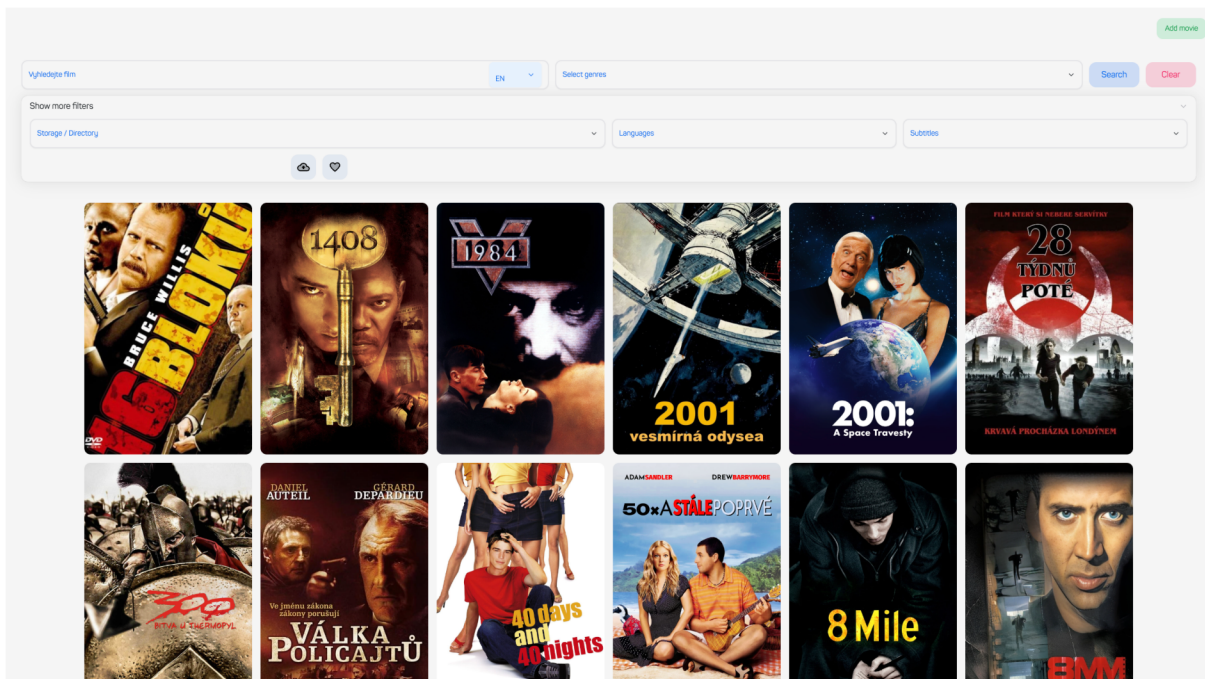 Add movie
Vyhledejte film
EN
Select genres
Search
Clear
Show more filters
Storage / Directory
Languages
Subtitles
BRUCE WILLIS
16 BLOKŮ
DVD
1408
1984
2001
vesmírná odysea
2001:
A Space Travesty
FILM KTERÝ SI NEBERE SERVÍTKY
28
TÝDNŮ
POTÉ
KRVAVÁ PROCHÁZKA LONDÝNEM
300
BITVA U THERMOPYL
DANIEL
AUTEIL
GÉRARD
DEPARDIEU
Ve jménu zákona
zákony porušují
VÁLKA
POLICAJTŮ
40 days
and
40 nights
ADAM SANDLER
DREW BARRYMORE
50xA STÁLE POPRVÉ
8 Mile
8MM